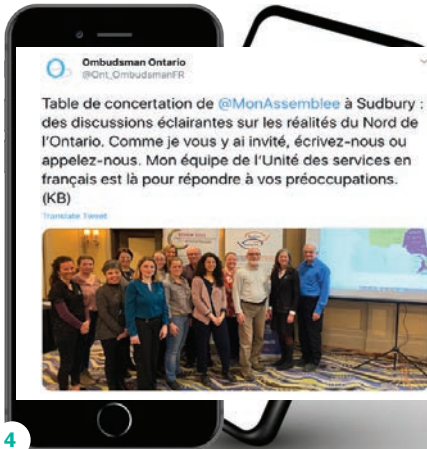 Ombudsman Ontario
@Ont_OmbudsmanFR
Table de concertation de @MonAssemblee à Sudbury :
des discussions éclairantes sur les réalités du Nord de
l'Ontario. Comme je vous y ai invité, écrivez-nous ou
appelez-nous. Mon équipe de l'Unité des services en
français est là pour répondre à vos préoccupations.
(KB)
Translate Tweet
4